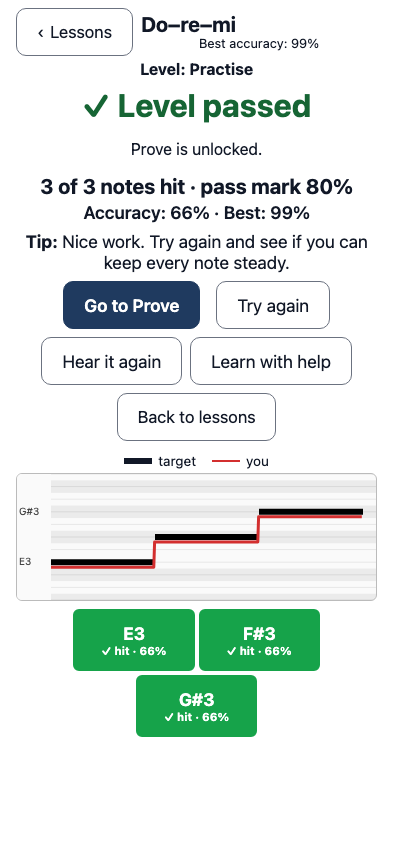 ‹ Lessons
Do–re–mi
Best accuracy: 99%
Level: Practise
✓ Level passed
Prove is unlocked.
3 of 3 notes hit · pass mark 80%
Accuracy: 66% · Best: 99%
Tip: Nice work. Try again and see if you can
keep every note steady.
Go to Prove
Try again
Hear it again
Learn with help
Back to lessons
target
you
G#3
E3
E3
✓ hit · 66%
F#3
✓ hit · 66%
G#3
✓ hit · 66%